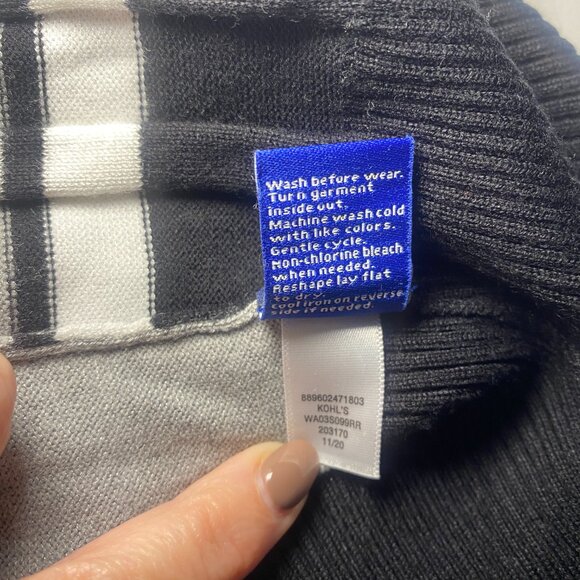 Wash before wear.
Turn garment
inside out.
Machine wash cold
with like colors.
Gentle cycle.
Non-chlorine bleach
when needed.
Reshape lay flat
to dry.
cool iron on reverse
side if needed.
889602471803
KOHL'S
WA03S099RR
203170
11/20